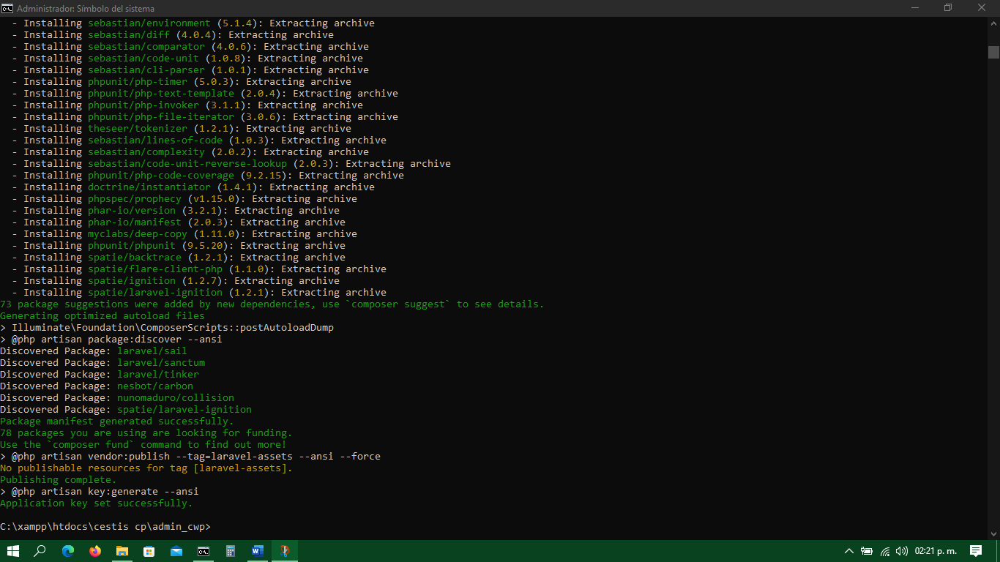 Administrador: Símbolo del sistema
- Installing sebastian/environment (5.1.4): Extracting archive
- Installing sebastian/diff (4.0.4): Extracting archive
- Installing sebastian/comparator (4.0.6): Extracting archive
- Installing sebastian/code-unit (1.0.8): Extracting archive
- Installing sebastian/cli-parser (1.0.1): Extracting archive
- Installing phpunit/php-timer (5.0.3): Extracting archive
- Installing phpunit/php-text-template (2.0.4): Extracting archive
- Installing phpunit/php-invoker (3.1.1): Extracting archive
- Installing phpunit/php-file-iterator (3.0.6): Extracting archive
- Installing theseer/tokenizer (1.2.1): Extracting archive
- Installing sebastian/lines-of-code (1.0.3): Extracting archive
- Installing sebastian/complexity (2.0.2): Extracting archive
- Installing sebastian/code-unit-reverse-lookup (2.0.3): Extracting archive
- Installing phpunit/php-code-coverage (9.2.15): Extracting archive
- Installing doctrine/instantiator (1.4.1): Extracting archive
- Installing phpspec/prophecy (v1.15.0): Extracting archive
- Installing phar-io/version (3.2.1): Extracting archive
- Installing phar-io/manifest (2.0.3): Extracting archive
- Installing myclabs/deep-copy (1.11.0): Extracting archive
- Installing phpunit/phpunit (9.5.20): Extracting archive
- Installing spatie/backtrace (1.2.1): Extracting archive
- Installing spatie/flare-client-php (1.1.0): Extracting archive
- Installing spatie/ignition (1.2.7): Extracting archive
- Installing spatie/laravel-ignition (1.2.1): Extracting archive
73 package suggestions were added by new dependencies, use `composer suggest` to see details.
Generating optimized autoload files
> Illuminate\Foundation\ComposerScripts::postAutoloadDump
> @php artisan package:discover --ansi
Discovered Package: laravel/sail
Discovered Package: laravel/sanctum
Discovered Package: laravel/tinker
Discovered Package: nesbot/carbon
Discovered Package: nunomaduro/collision
Discovered Package: spatie/laravel-ignition
Package manifest generated successfully.
78 packages you are using are looking for funding.
Use the `composer fund` command to find out more!
> @php artisan vendor:publish --tag=laravel-assets --ansi --force
No publishable resources for tag [laravel-assets].
Publishing complete.
> @php artisan key:generate --ansi
Application key set successfully.
C:\xampp\htdocs\cestis cp\admin_cwp>
02:21 p. m.